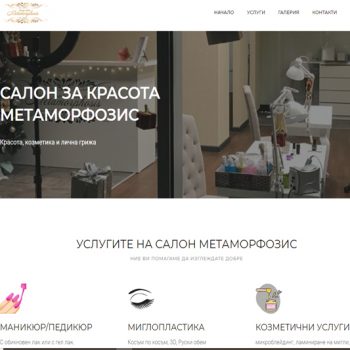 НАЧАЛО УСЛУГИ ГАЛЕРИЯ КОНТАКТИ
САЛОН ЗА КРАСОТА
МЕТАМОРФОЗИС
Красота, козметика и лична грижа
УСЛУГИТЕ НА САЛОН МЕТАМОРФОЗИС
НИЕ ВИ ПОМАГАМЕ ДА ИЗГЛЕЖДАТЕ ДОБРЕ
МАНИКЮР/ПЕДИКЮР МИГЛОПЛАСТИКА КОЗМЕТИЧНИ УСЛУГИ
С обикновен лак или с гел лак. Косъм по косъм, 3D, Руски обем микроблейдинг, ламиниране на мигли,